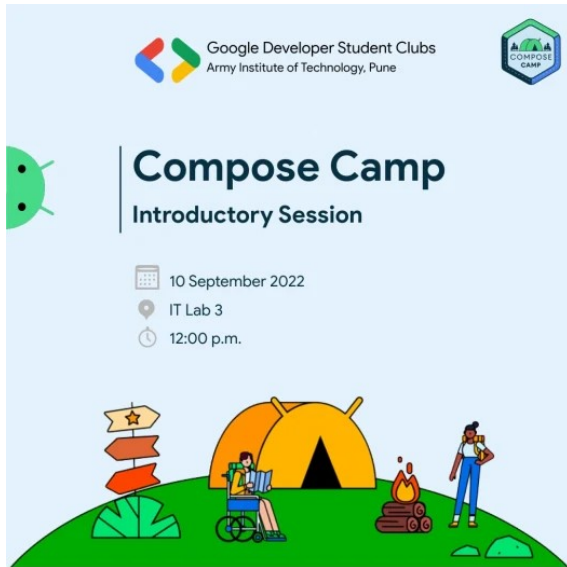 Google Developer Student Clubs
Army Institute of Technology, Pune
COMPOSE
CAMP
Compose Camp
Introductory Session
10 September 2022
IT Lab 3
12:00 p.m.